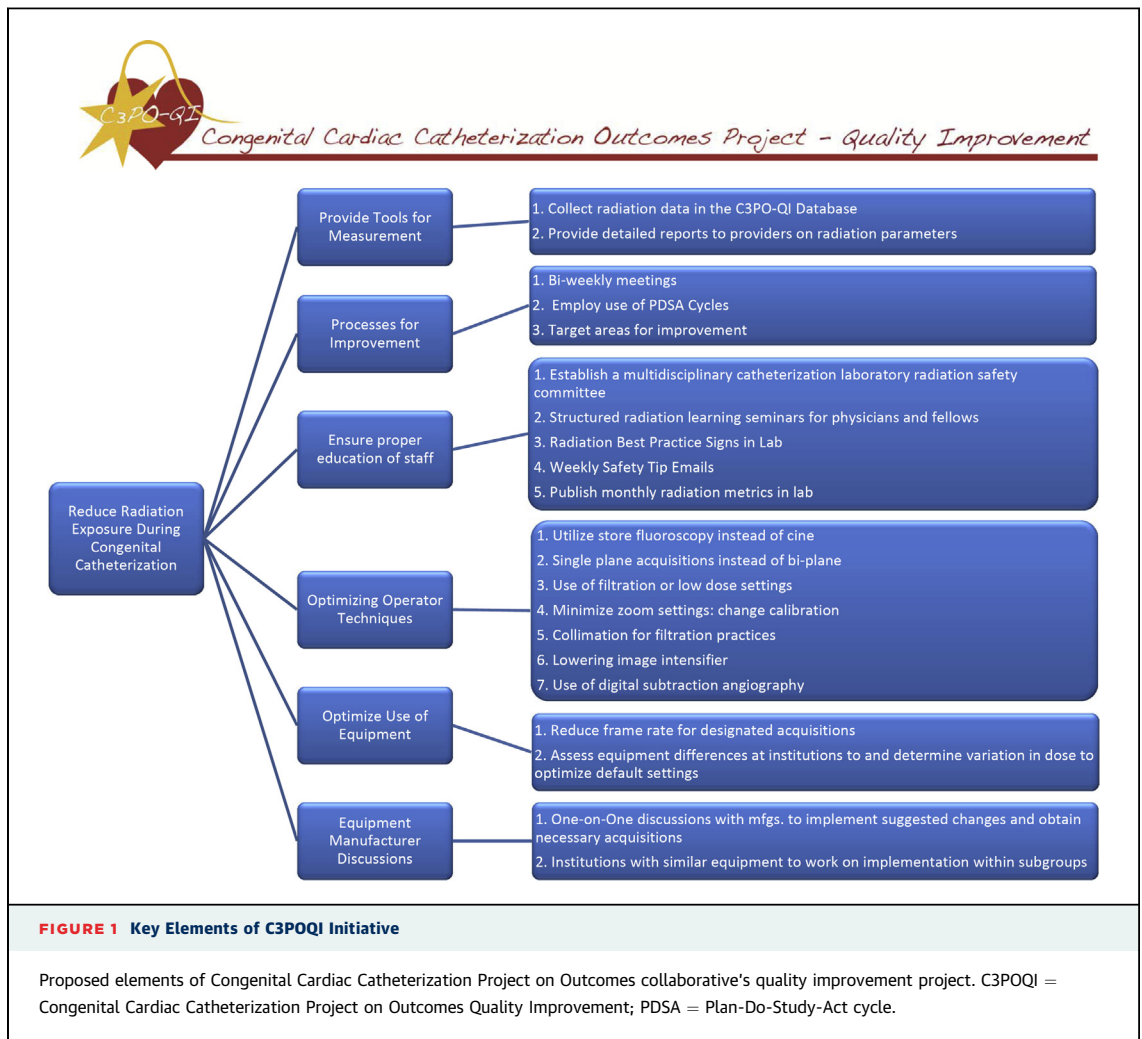 C3PO-QI
Congenital Cardiac Catheterization Outcomes Project - Quality Improvement
Reduce Radiation
Exposure During
Congenital
Catheterization
Provide Tools for
Measurement
1. Collect radiation data in the C3PO-QI Database
2. Provide detailed reports to providers on radiation parameters
Processes for
Improvement
1. Bi-weekly meetings
2. Employ use of PDSA Cycles
3. Target areas for improvement
Ensure proper
education of staff
1. Establish a multidisciplinary catheterization laboratory radiation safety
committee
2. Structured radiation learning seminars for physicians and fellows
3. Radiation Best Practice Signs in Lab
4. Weekly Safety Tip Emails
5. Publish monthly radiation metrics in lab
Optimizing Operator
Techniques
1. Utilize store fluoroscopy instead of cine
2. Single plane acquisitions instead of bi-plane
3. Use of filtration or low dose settings
4. Minimize zoom settings: change calibration
5. Collimation for filtration practices
6. Lowering image intensifier
7. Use of digital subtraction angiography
Optimize Use of
Equipment
1. Reduce frame rate for designated acquisitions
2. Assess equipment differences at institutions to and determine variation in dose to
optimize default settings
Equipment
Manufacturer
Discussions
1. One-on-One discussions with mfgs. to implement suggested changes and obtain
necessary acquisitions
2. Institutions with similar equipment to work on implementation within subgroups
FIGURE 1 Key Elements of C3POQI Initiative
Proposed elements of Congenital Cardiac Catheterization Project on Outcomes collaborative's quality improvement project. C3POQI =
Congenital Cardiac Catheterization Project on Outcomes Quality Improvement; PDSA = Plan-Do-Study-Act cycle.